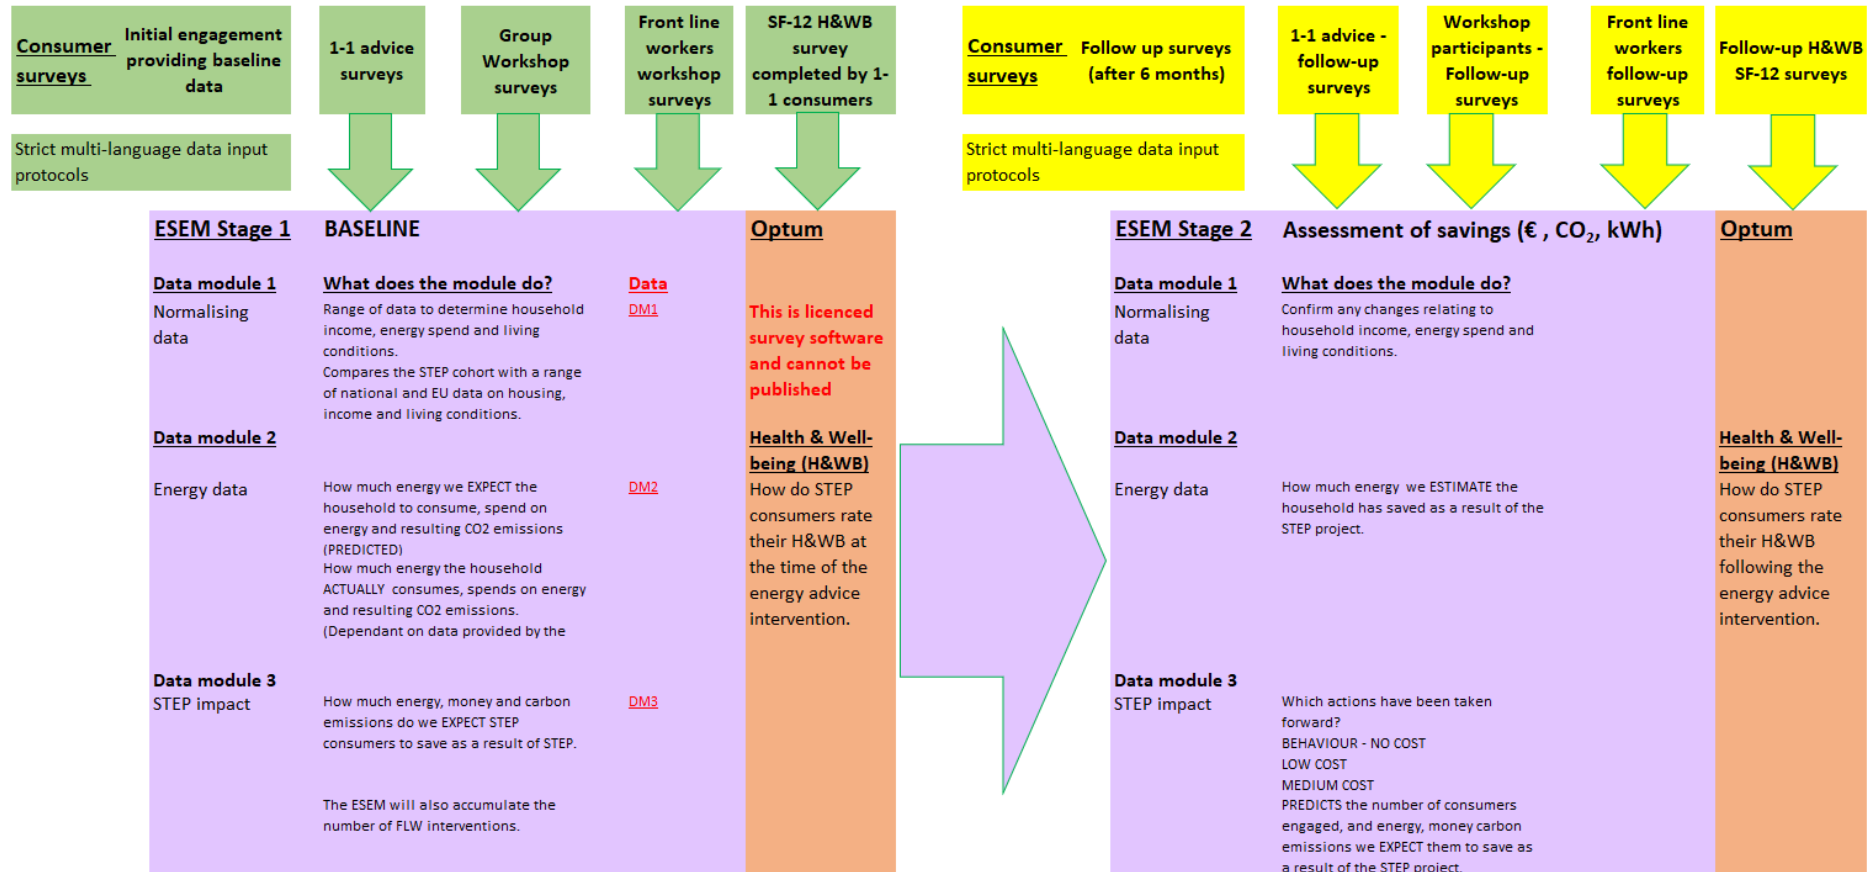 Consumer
surveys
Initial engagement
providing baseline
data
1-1 advice
surveys
Group
Workshop
surveys
Front line
workers
workshop
surveys
SF-12 H&WB
survey
completed by 1-
1 consumers
Strict multi-language data input
protocols
ESEM Stage 1
BASELINE
Optum
Data module 1
What does the module do?
Data
Normalising
data
Range of data to determine household
income, energy spend and living
conditions.
Compares the STEP cohort with a range
of national and EU data on housing,
income and living conditions.
DM1
This is licenced
survey software
and cannot be
published
Data module 2
Health & Well-
being (H&WB)
Energy data
How much energy we EXPECT the
household to consume, spend on
energy and resulting CO2 emissions
(PREDICTED)
How much energy the household
ACTUALLY consumes, spends on energy
and resulting CO2 emissions.
(Dependant on data provided by the
DM2
How do STEP
consumers rate
their H&WB at
the time of the
energy advice
intervention.
Data module 3
STEP impact
How much energy, money and carbon
emissions do we EXPECT STEP
consumers to save as a result of STEP.
The ESEM will also accumulate the
number of FLW interventions.
DM3
Consumer
surveys
Follow up surveys
(after 6 months)
1-1 advice -
follow-up
surveys
Workshop
participants -
Follow-up
surveys
Front line
workers
follow-up
surveys
Follow-up H&WB
SF-12 surveys
Strict multi-language data input
protocols
ESEM Stage 2
Assessment of savings (€ , CO₂, kWh)
Optum
Data module 1
What does the module do?
Normalising
data
Confirm any changes relating to
household income, energy spend and
living conditions.
Data module 2
Health & Well-
being (H&WB)
Energy data
How much energy we ESTIMATE the
household has saved as a result of the
STEP project.
How do STEP
consumers rate
their H&WB
following the
energy advice
intervention.
Data module 3
STEP impact
Which actions have been taken
forward?
BEHAVIOUR - NO COST
LOW COST
MEDIUM COST
PREDICTS the number of consumers
engaged, and energy, money carbon
emissions we EXPECT them to save as
a result of the STEP project.